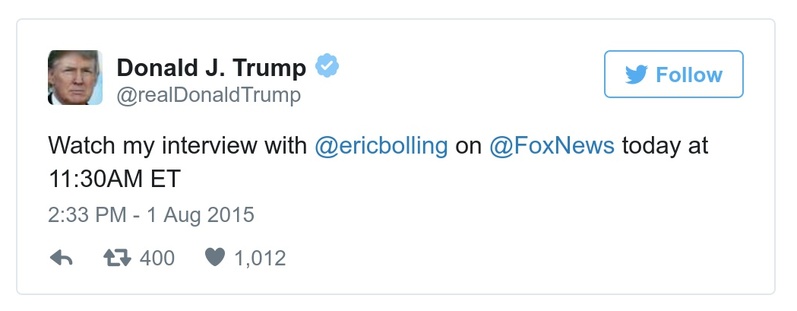 Donald J. Trump
@realDonaldTrump
Follow
Watch my interview with @ericbolling on @FoxNews today at
11:30AM ET
2:33 PM - 1 Aug 2015
400 1,012